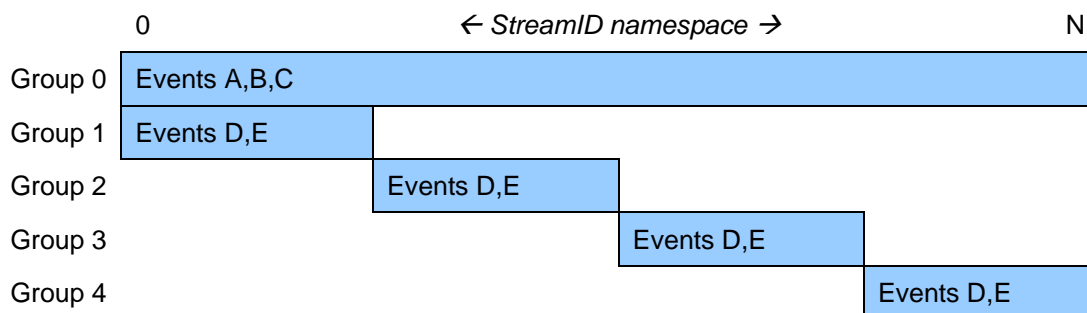 0 ← StreamID namespace → N
Group 0 Events A,B,C
Group 1 Events D,E
Group 2 Events D,E
Group 3 Events D,E
Group 4 Events D,E